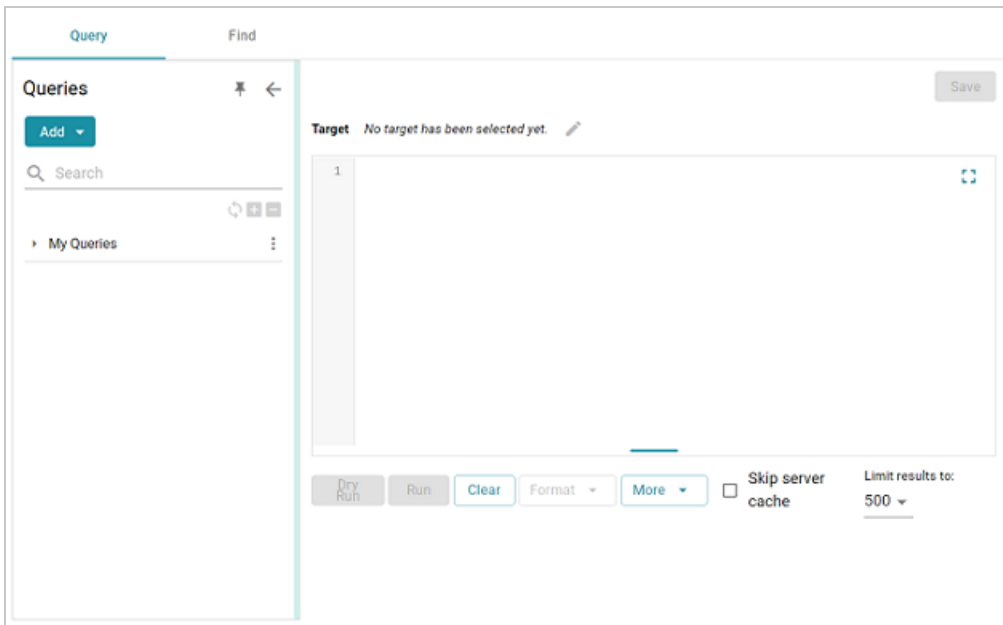 Query Find
Queries
Save
Add
Target No target has been selected yet.
Search
1
My Queries
Dry
Run
Run Clear Format More
Skip server
cache
Limit results to:
500